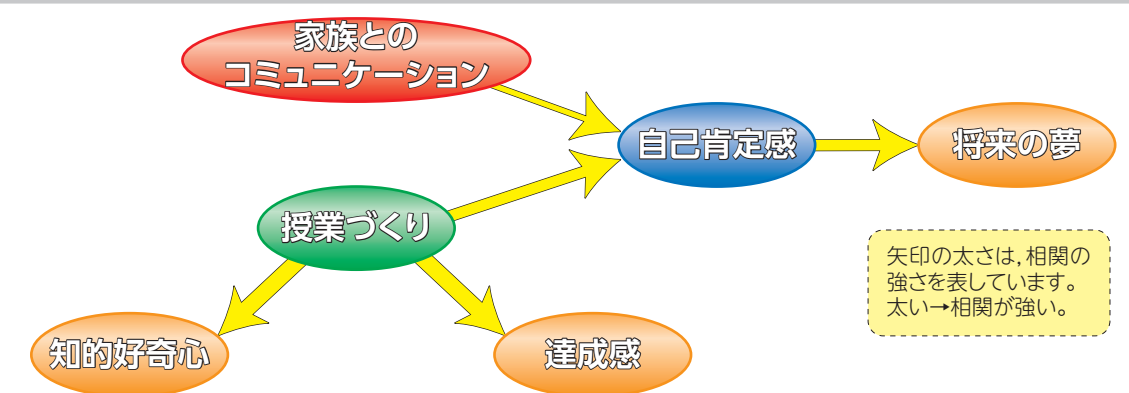 家族との
コミュニケーション
自己肯定感
将来の夢
授業づくり
矢印の太さは,相関の
強さを表しています。
太い→相関が強い。
知的好奇心
達成感